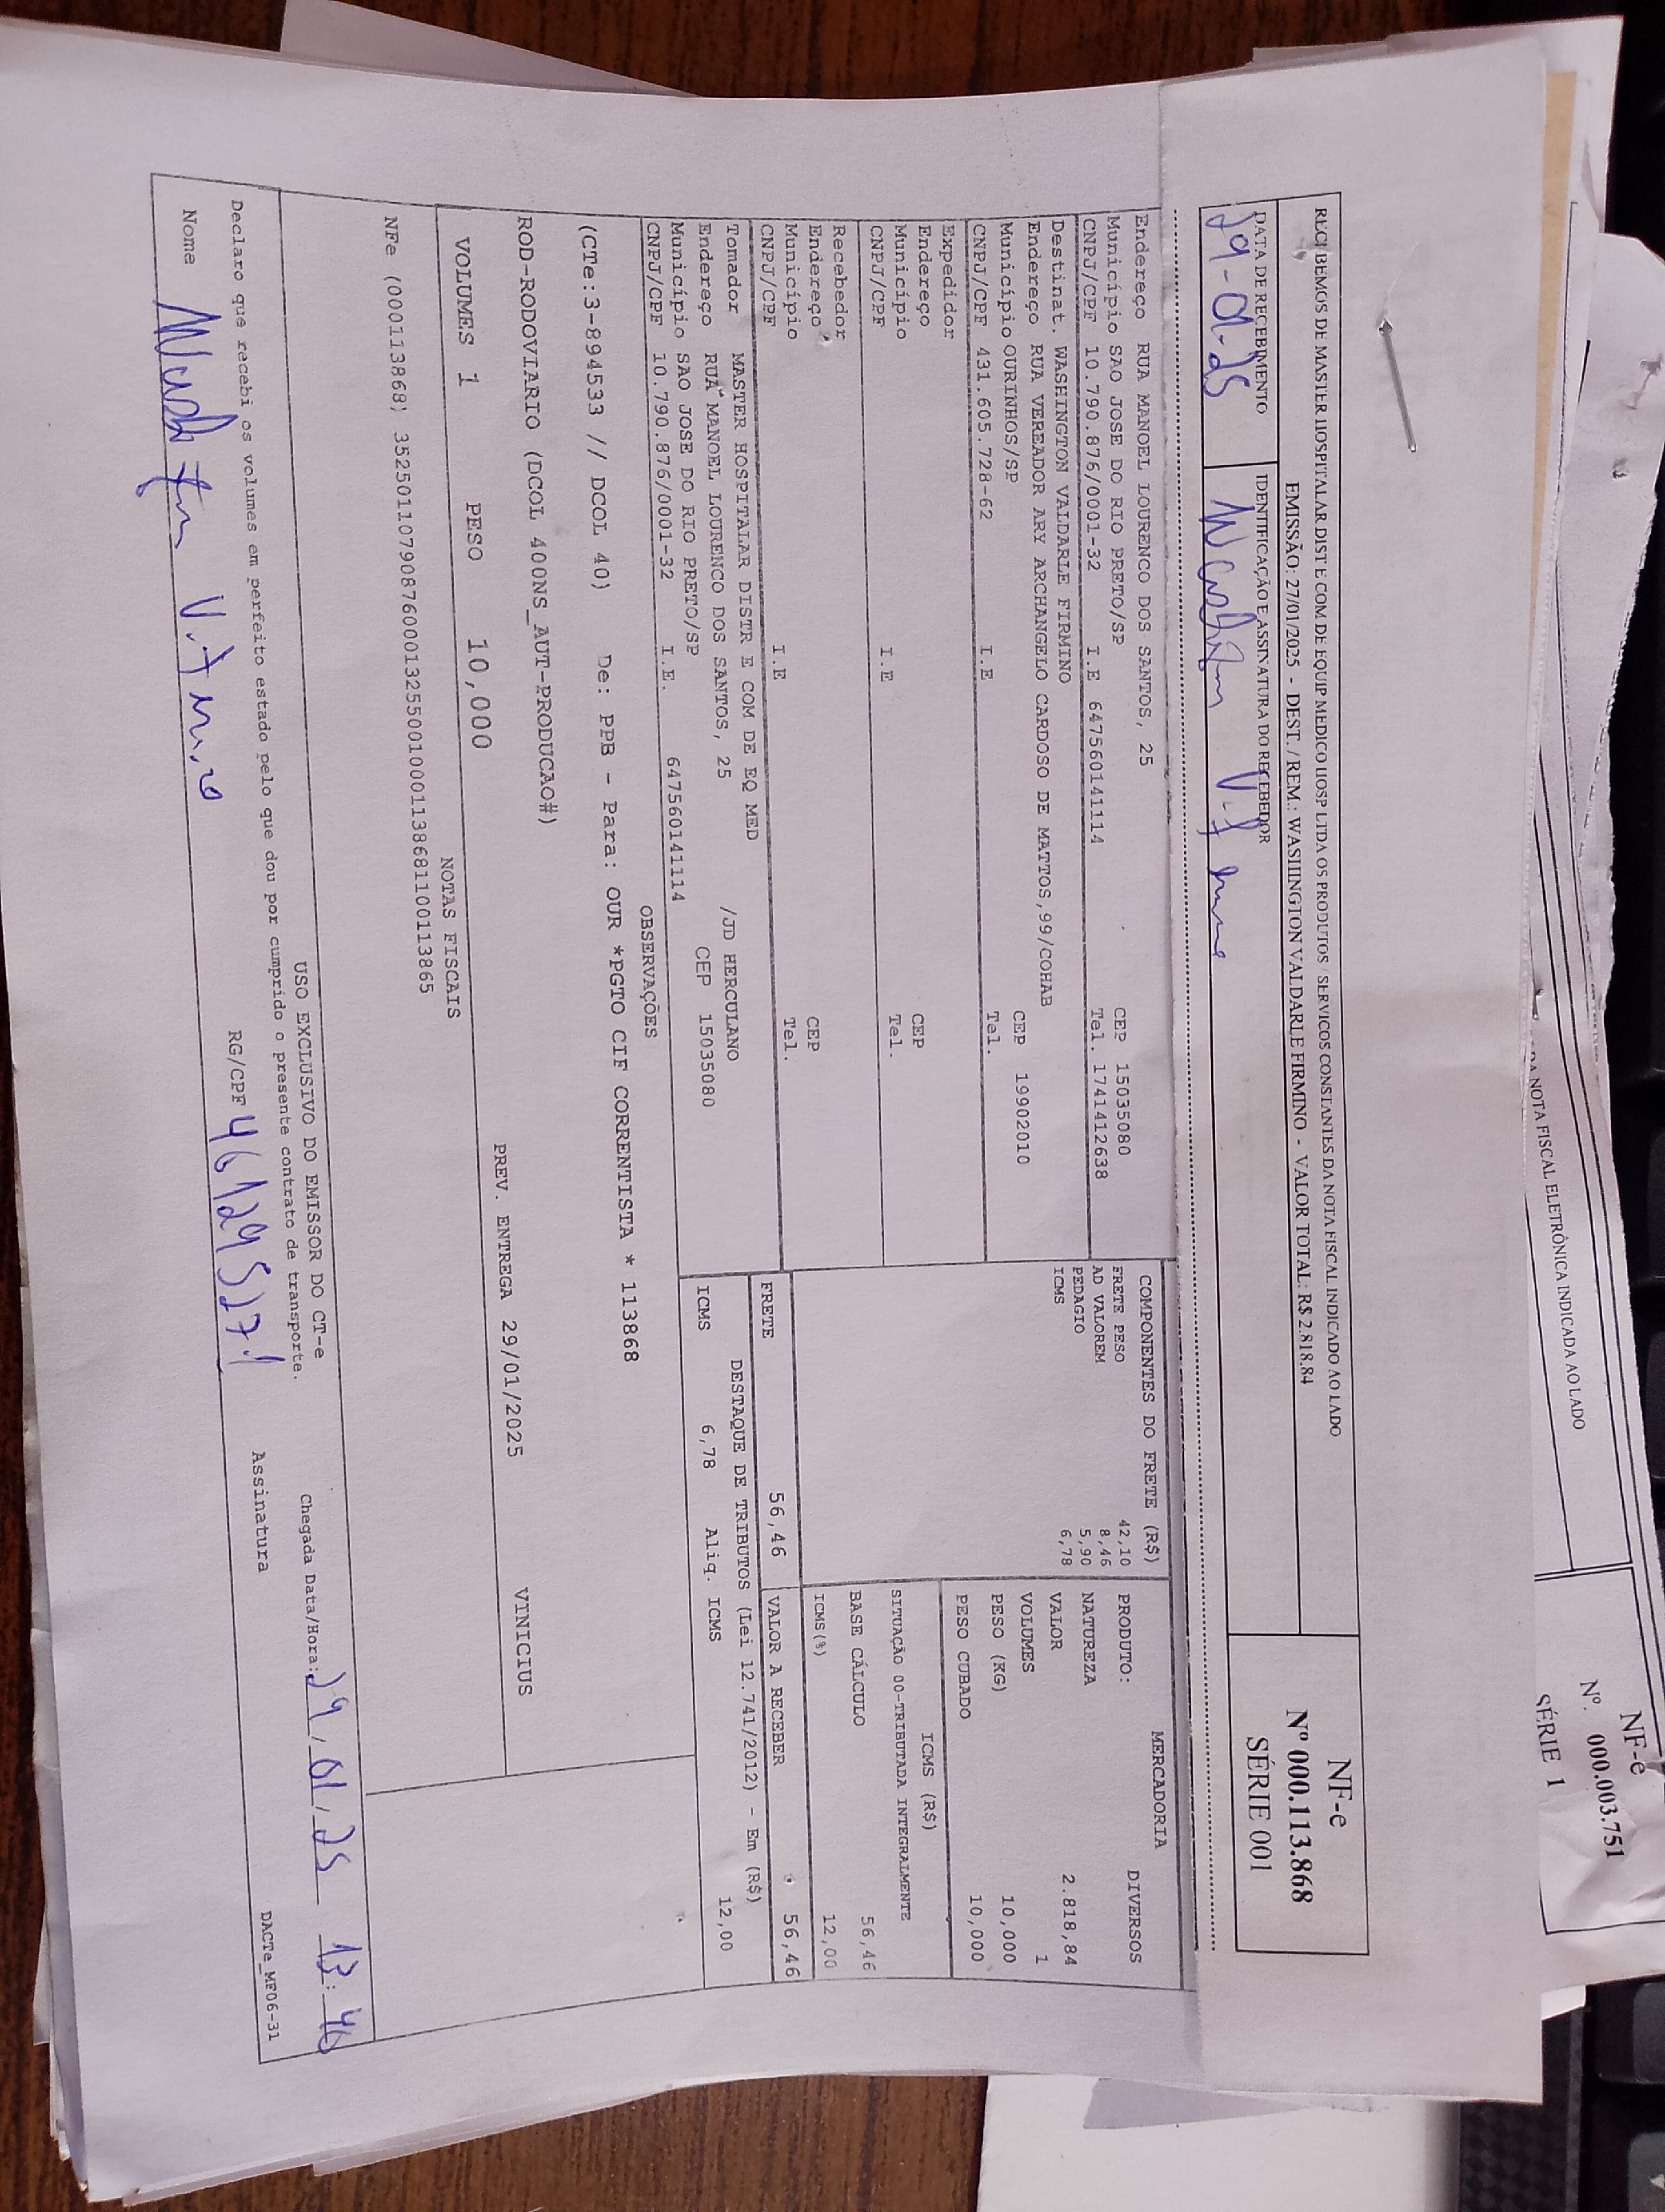 RECEBEMOS DE MASTER HOSPITALAR DIST E COM DE EQUIP MEDICO HOSP LTDA OS PRODUTOS / SERVICOS CONSTANTES DA NOTA FISCAL INDICADO AO LADO
EMISSÃO: 27/01/2025 - DEST. / REM.: WASHINGTON VALDARLE FIRMINO - VALOR TOTAL: R$ 2.818.84
DATA DE RECEBIMENTO
IDENTIFICAÇÃO E ASSINATURA DO RECEBEDOR
29-01-25
NF-e
Nº 000.113.868
SÉRIE 001
Endereço RUA MANOEL LOURENCO DOS SANTOS, 25
Município SAO JOSE DO RIO PRETO/SP CEP 15035080
CNPJ/CPF 10.790.876/0001-32 I.E 647560141114 Tel. 1741412638
Destinat. WASHINGTON VALDARLE FIRMINO
Endereço RUA VEREADOR ARY ARCHANGELO CARDOSO DE MATTOS,99/COHAB
Município OURINHOS/SP CEP 19902010
CNPJ/CPF 431.605.728-62 I.E Tel.
Expedidor
Endereço
Município CEP
CNPJ/CPF I.E Tel.
Recebedor
Endereço
Município CEP
CNPJ/CPF I.E Tel.
Tomador MASTER HOSPITALAR DISTR E COM DE EQ MED
Endereço RUA MANOEL LOURENCO DOS SANTOS, 25 /JD HERCULANO
Município SAO JOSE DO RIO PRETO/SP CEP 15035080
CNPJ/CPF 10.790.876/0001-32 I.E. 647560141114
COMPONENTES DO FRETE (R$)
FRETE PESO 42,10
AD VALOREM 8,46
PEDAGIO 5,90
ICMS 6,78
MERCADORIA
PRODUTO: DIVERSOS
NATUREZA
VALOR 2.818,84
VOLUMES 1
PESO (KG) 10,000
PESO CUBADO 10,000
ICMS (R$)
SITUAÇÃO 00-TRIBUTADA INTEGRALMENTE
BASE CÁLCULO 56,46
ICMS(%) 12,00
FRETE 56,46
VALOR A RECEBER 56,46
DESTAQUE DE TRIBUTOS (Lei 12.741/2012) - Em (R$)
ICMS 6,78 Aliq. ICMS 12,00
OBSERVAÇÕES
(CTe:3-894533 // DCOL 40) De: PPB - Para: OUR *PGTO CIF CORRENTISTA * 113868
ROD-RODOVIARIO (DCOL 400NS_AUT-PRODUCAO#)
PREV. ENTREGA 29/01/2025 VINICIUS
VOLUMES 1 PESO 10,000
NOTAS FISCAIS
NFe (000113868) 35250110790876000132550010001138681100113865
USO EXCLUSIVO DO EMISSOR DO CT-e
Declaro que recebi os volumes em perfeito estado pelo que dou por cumprido o presente contrato de transporte.
Chegada Data/Hora: 29/01/25 13:46
Nome RG/CPF 461295271 Assinatura
DACTe_MF06-31
DA NOTA FISCAL ELETRÔNICA INDICADA AO LADO
NF-e
Nº. 000.003.751
SÉRIE 1